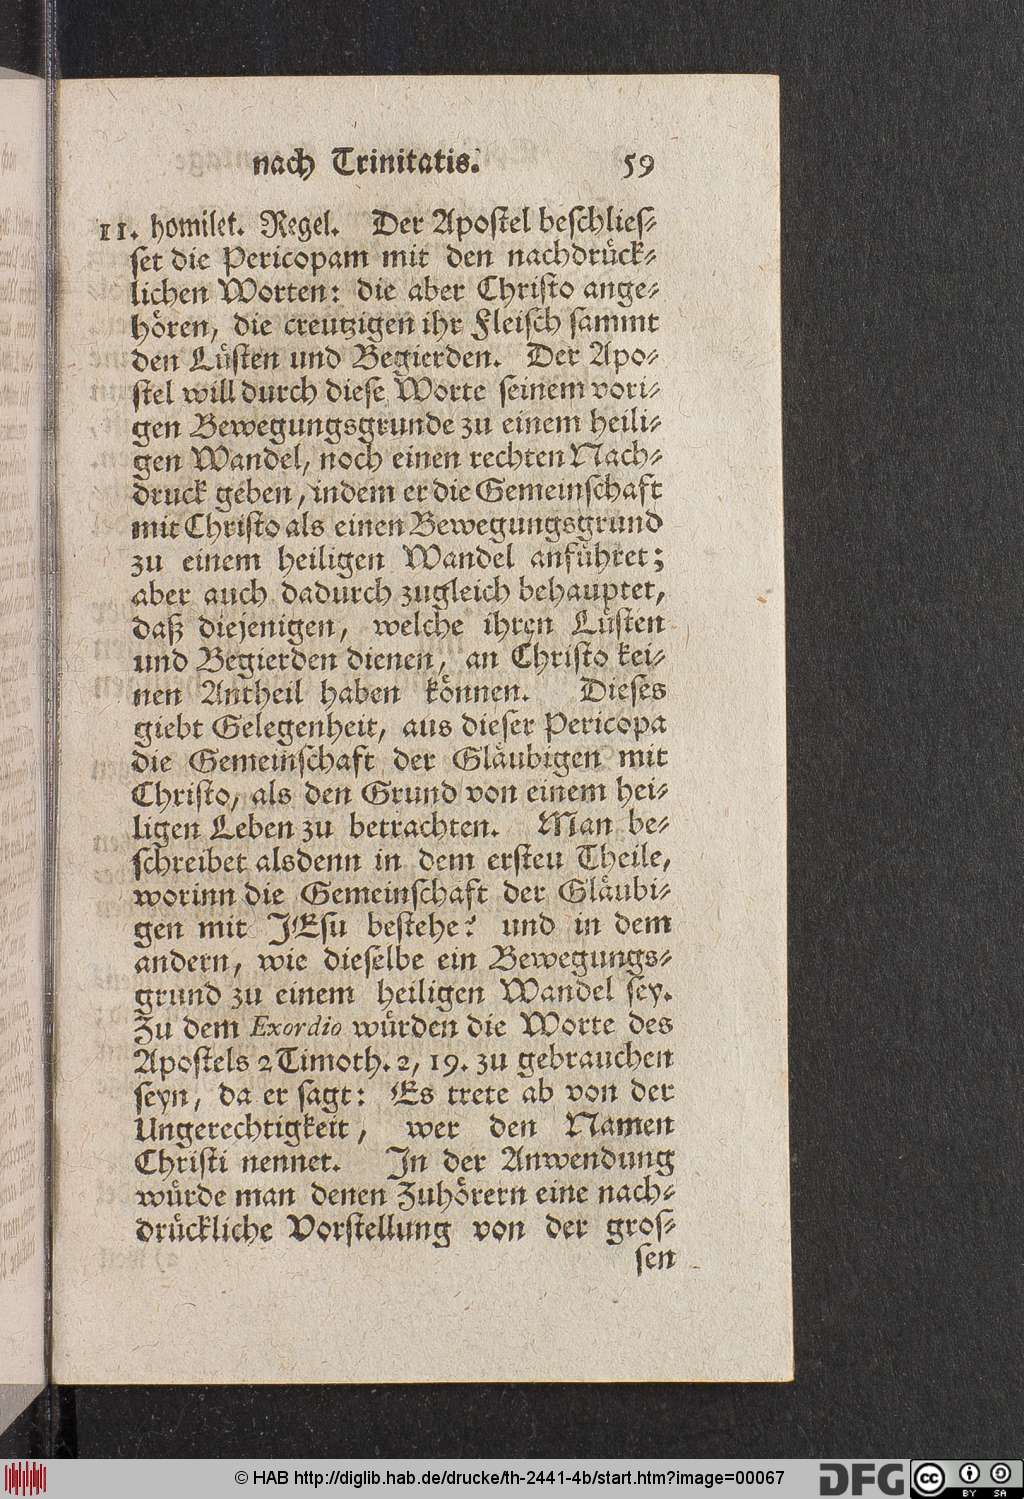 nach Trinitatis. 59
11. homilet. Regel. Der Apostel beschlies-
set die Pericopam mit den nachdrück-
lichen Worten: die aber Christo ange-
hören, die creutzigen ihr Fleisch sammt
den Lüsten und Begierden. Der Apo-
stel will durch diese Worte seinem vori-
gen Bewegungsgrunde zu einem heili-
gen Wandel, noch einen rechten Nach-
druck geben, indem er die Gemeinschaft
mit Christo als einen Bewegungsgrund
zu einem heiligen Wandel anführet;
aber auch dadurch zugleich behauptet,
daß diejenigen, welche ihren Lüsten
und Begierden dienen, an Christo kei-
nen Antheil haben können. Dieses
giebt Gelegenheit, aus dieser Pericopa
die Gemeinschaft der Gläubigen mit
Christo, als den Grund von einem hei-
ligen Leben zu betrachten. Man be-
schreibet alsdenn in dem ersteu Theile,
worinn die Gemeinschaft der Gläubi-
gen mit JEsu bestehe? und in dem
andern, wie dieselbe ein Bewegungs-
grund zu einem heiligen Wandel sey.
Zu dem Exordio würden die Worte des
Apostels 2 Timoth. 2, 19. zu gebrauchen
seyn, da er sagt: Es trete ab von der
Ungerechtigkeit, wer den Namen
Christi nennet. In der Anwendung
würde man denen Zuhörern eine nach-
drückliche Vorstellung von der gros-
sen
© HAB http://diglib.hab.de/drucke/th-2441-4b/start.htm?image=00067
DFG cc BY SA